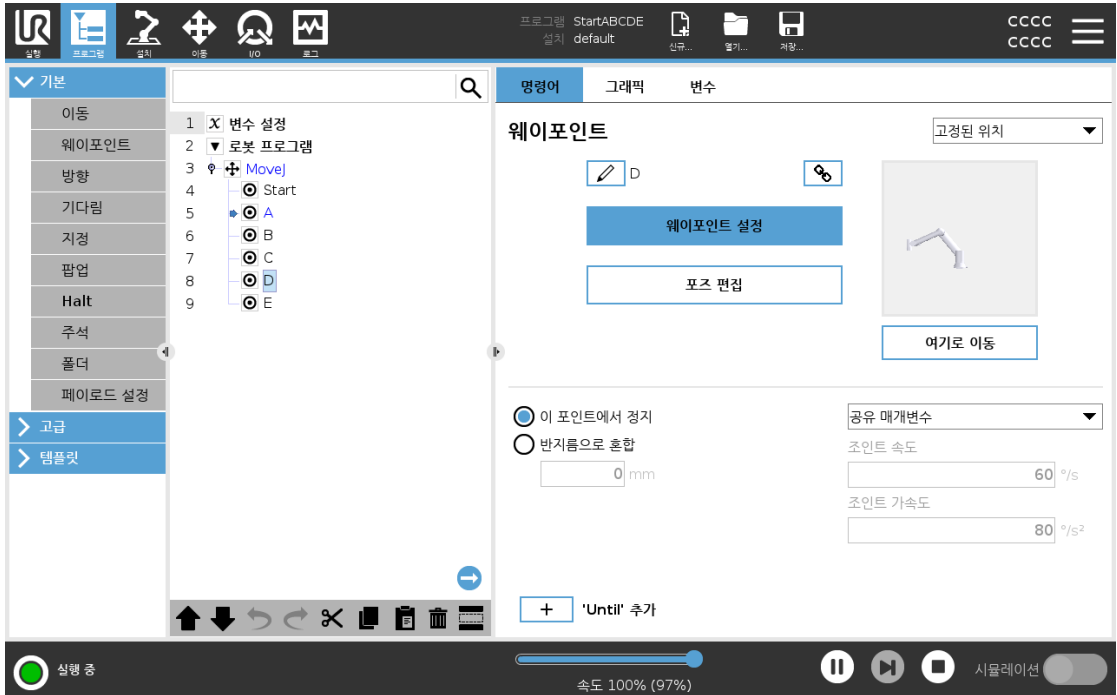 UR
실행
프로그램
설치
이동
I/O
로그
프로그램 StartABCDE
설치 default
신규...
열기...
저장...
CCCC
CCCC
기본
이동
웨이포인트
방향
기다림
지정
팝업
Halt
주석
폴더
페이로드 설정
고급
템플릿
1 X 변수 설정
2 ▼ 로봇 프로그램
3 MoveJ
4 Start
5 A
6 B
7 C
8 D
9 E
명령어
그래픽
변수
웨이포인트
고정된 위치
D
웨이포인트 설정
포즈 편집
여기로 이동
이 포인트에서 정지
반지름으로 혼합
0 mm
공유 매개변수
조인트 속도
60 °/s
조인트 가속도
80 °/s²
+ 'Until' 추가
실행 중
속도 100% (97%)
시뮬레이션